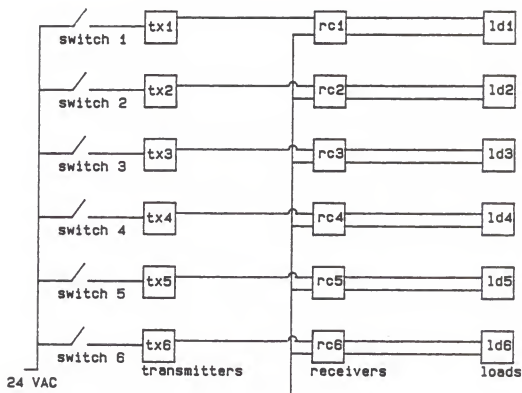 tx1 rc1 ld1
switch 1
tx2 rc2 ld2
switch 2
tx3 rc3 ld3
switch 3
tx4 rc4 ld4
switch 4
tx5 rc5 ld5
switch 5
tx6 rc6 ld6
switch 6
transmitters receivers loads
24 VAC